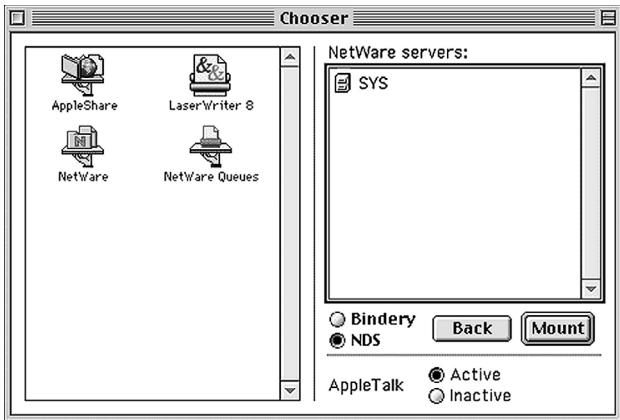 Chooser
AppleShare
LaserWriter 8
NetWare
NetWare Queues
NetWare servers:
SYS
Bindery
NDS
Back
Mount
AppleTalk
Active
Inactive